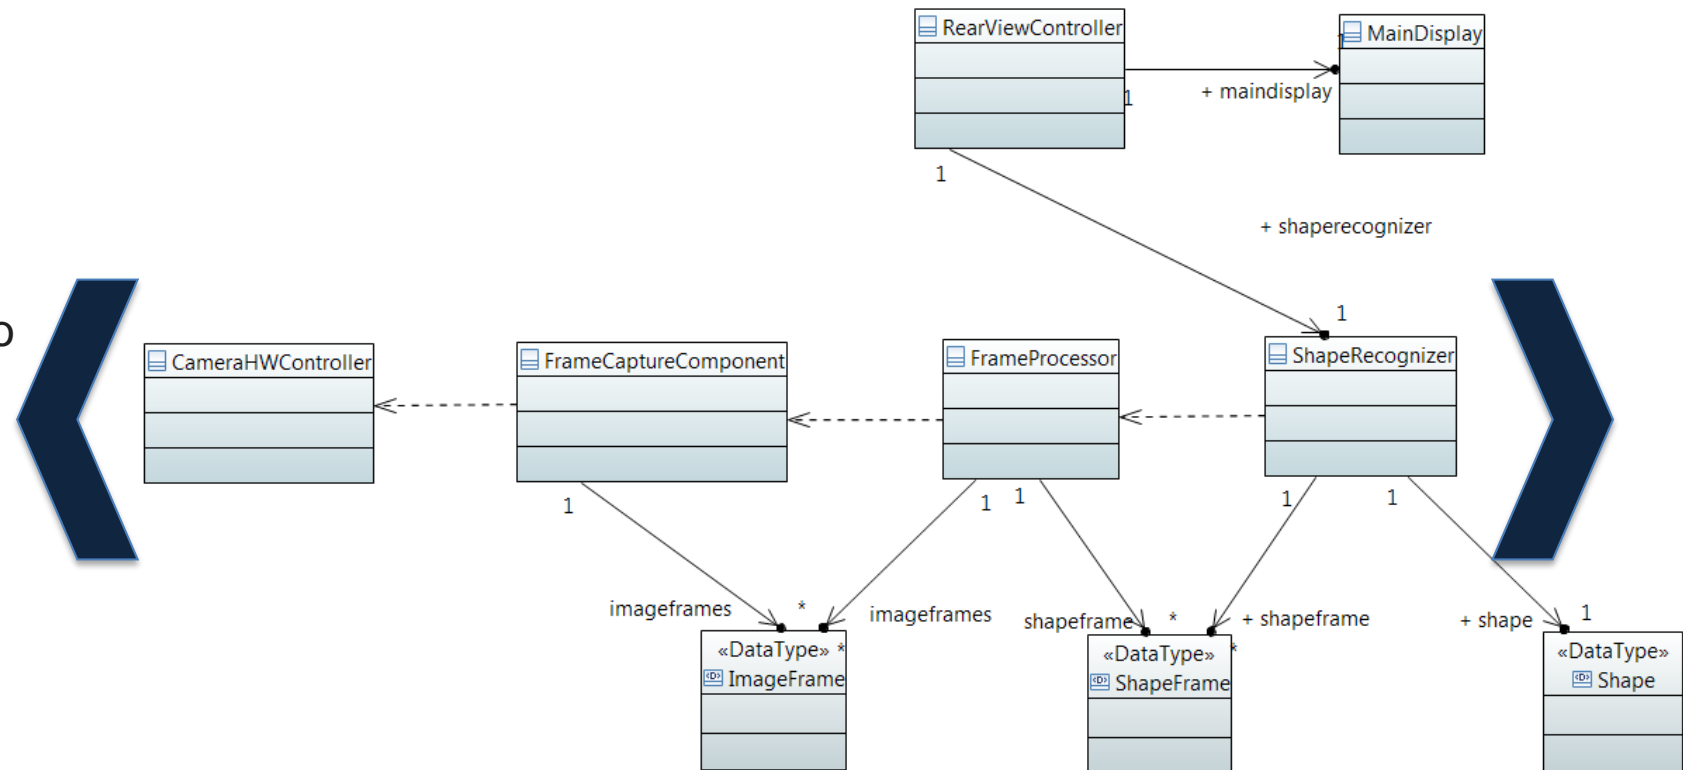 RearViewController
1
MainDisplay
1
+ maindisplay
1
+ shaperecognizer
1
o
CameraHWController
FrameCaptureComponent
FrameProcessor
ShapeRecognizer
1
1
1
1
1
imageframes
*
imageframes
shapeframe
*
+ shapeframe
+ shape
1
«DataType» *
ImageFrame
«DataType»
*
ShapeFrame
«DataType»
Shape